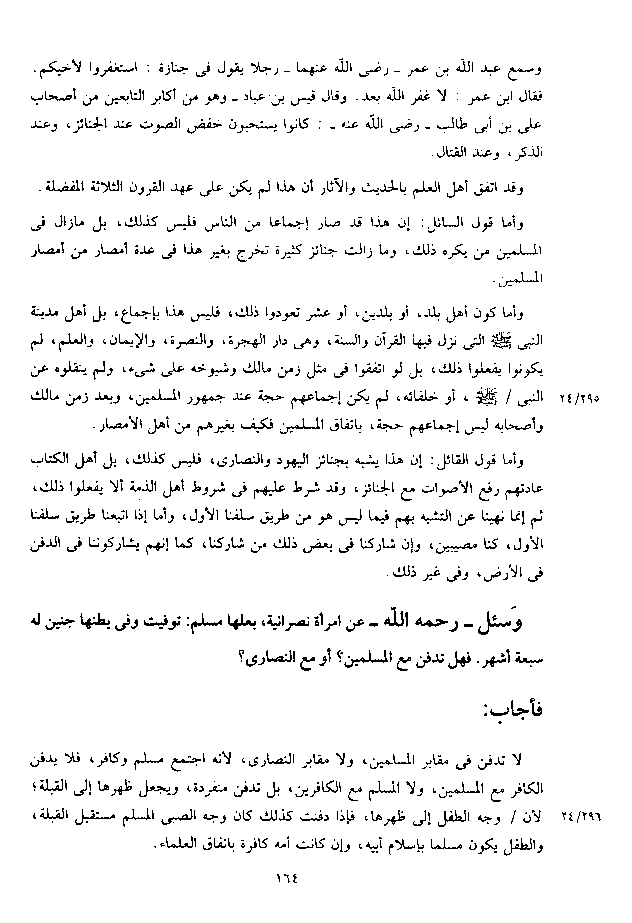 وسمع عبد الله بن عمر ـ رضى الله عنهما ـ رجلا يقول فى جنازة : استغفروا لأخيكم.
فقال ابن عمر : لا غفر الله بعد. وقال قيس بن عباد ـ وهو من أكابر التابعين من أصحاب
على بن أبى طالب ـ رضى الله عنه ـ : كانوا يستحبون خفض الصوت عند الجنائز، وعند
الذكر، وعند القتال.
وقد اتفق أهل العلم بالحديث والآثار أن هذا لم يكن على عهد القرون الثلاثة المفضلة.
وأما قول السائل: إن هذا قد صار إجماعا من الناس فليس كذلك، بل مازال فى
المسلمين من يكره ذلك، وما زالت جنائز كثيرة تخرج بغير هذا فى عدة أمصار من أمصار
المسلمين.
وأما كون أهل بلد، أو بلدين، أو عشر تعودوا ذلك، فليس هذا بإجماع، بل أهل مدينة
النبى ﷺ التى نزل فيها القرآن والسنة، وهى دار الهجرة، والنصرة، والإيمان، والعلم، لم
يكونوا يفعلوا ذلك، بل لو اتفقوا فى مثل زمن مالك وشيوخه على شىء، ولم ينقلوه عن
٢٤/٢٩٥ النبى / ﷺ ، أو خلفائه، لم يكن إجماعهم حجة عند جمهور المسلمين، وبعد زمن مالك
وأصحابه ليس إجماعهم حجة، باتفاق المسلمين فكيف بغيرهم من أهل الأمصار.
وأما قول القائل: إن هذا يشبه بجنائز اليهود والنصارى، فليس كذلك، بل أهل الكتاب
عادتهم رفع الأصوات مع الجنائز، وقد شرط عليهم فى شروط أهل الذمة ألا يفعلوا ذلك،
ثم إنما نهينا عن التشبه بهم فيما ليس هو من طريق سلفنا الأول، وأما إذا اتبعنا طريق سلفنا
الأول، كنا مصيبين، وإن شاركنا فى بعض ذلك من شاركنا، كما إنهم يشاركوننا فى الدفن
فى الأرض، وفى غير ذلك.
وَسئل ـ رحمه الله ـ عن امرأة نصرانية، بعلها مسلم: توفيت وفى بطنها جنين له
سبعة أشهر. فهل تدفن مع المسلمين؟ أو مع النصارى؟
فأجاب:
لا تدفن فى مقابر المسلمين، ولا مقابر النصارى، لأنه اجتمع مسلم وكافر، فلا يدفن
الكافر مع المسلمين، ولا المسلم مع الكافرين، بل تدفن منفردة، ويجعل ظهرها إلى القبلة؛
٢٤/٢٩٦ لأن / وجه الطفل إلى ظهرها، فإذا دفنت كذلك كان وجه الصبى المسلم مستقبل القبلة،
والطفل يكون مسلما بإسلام أبيه، وإن كانت أمه كافرة باتفاق العلماء.
١٦٤